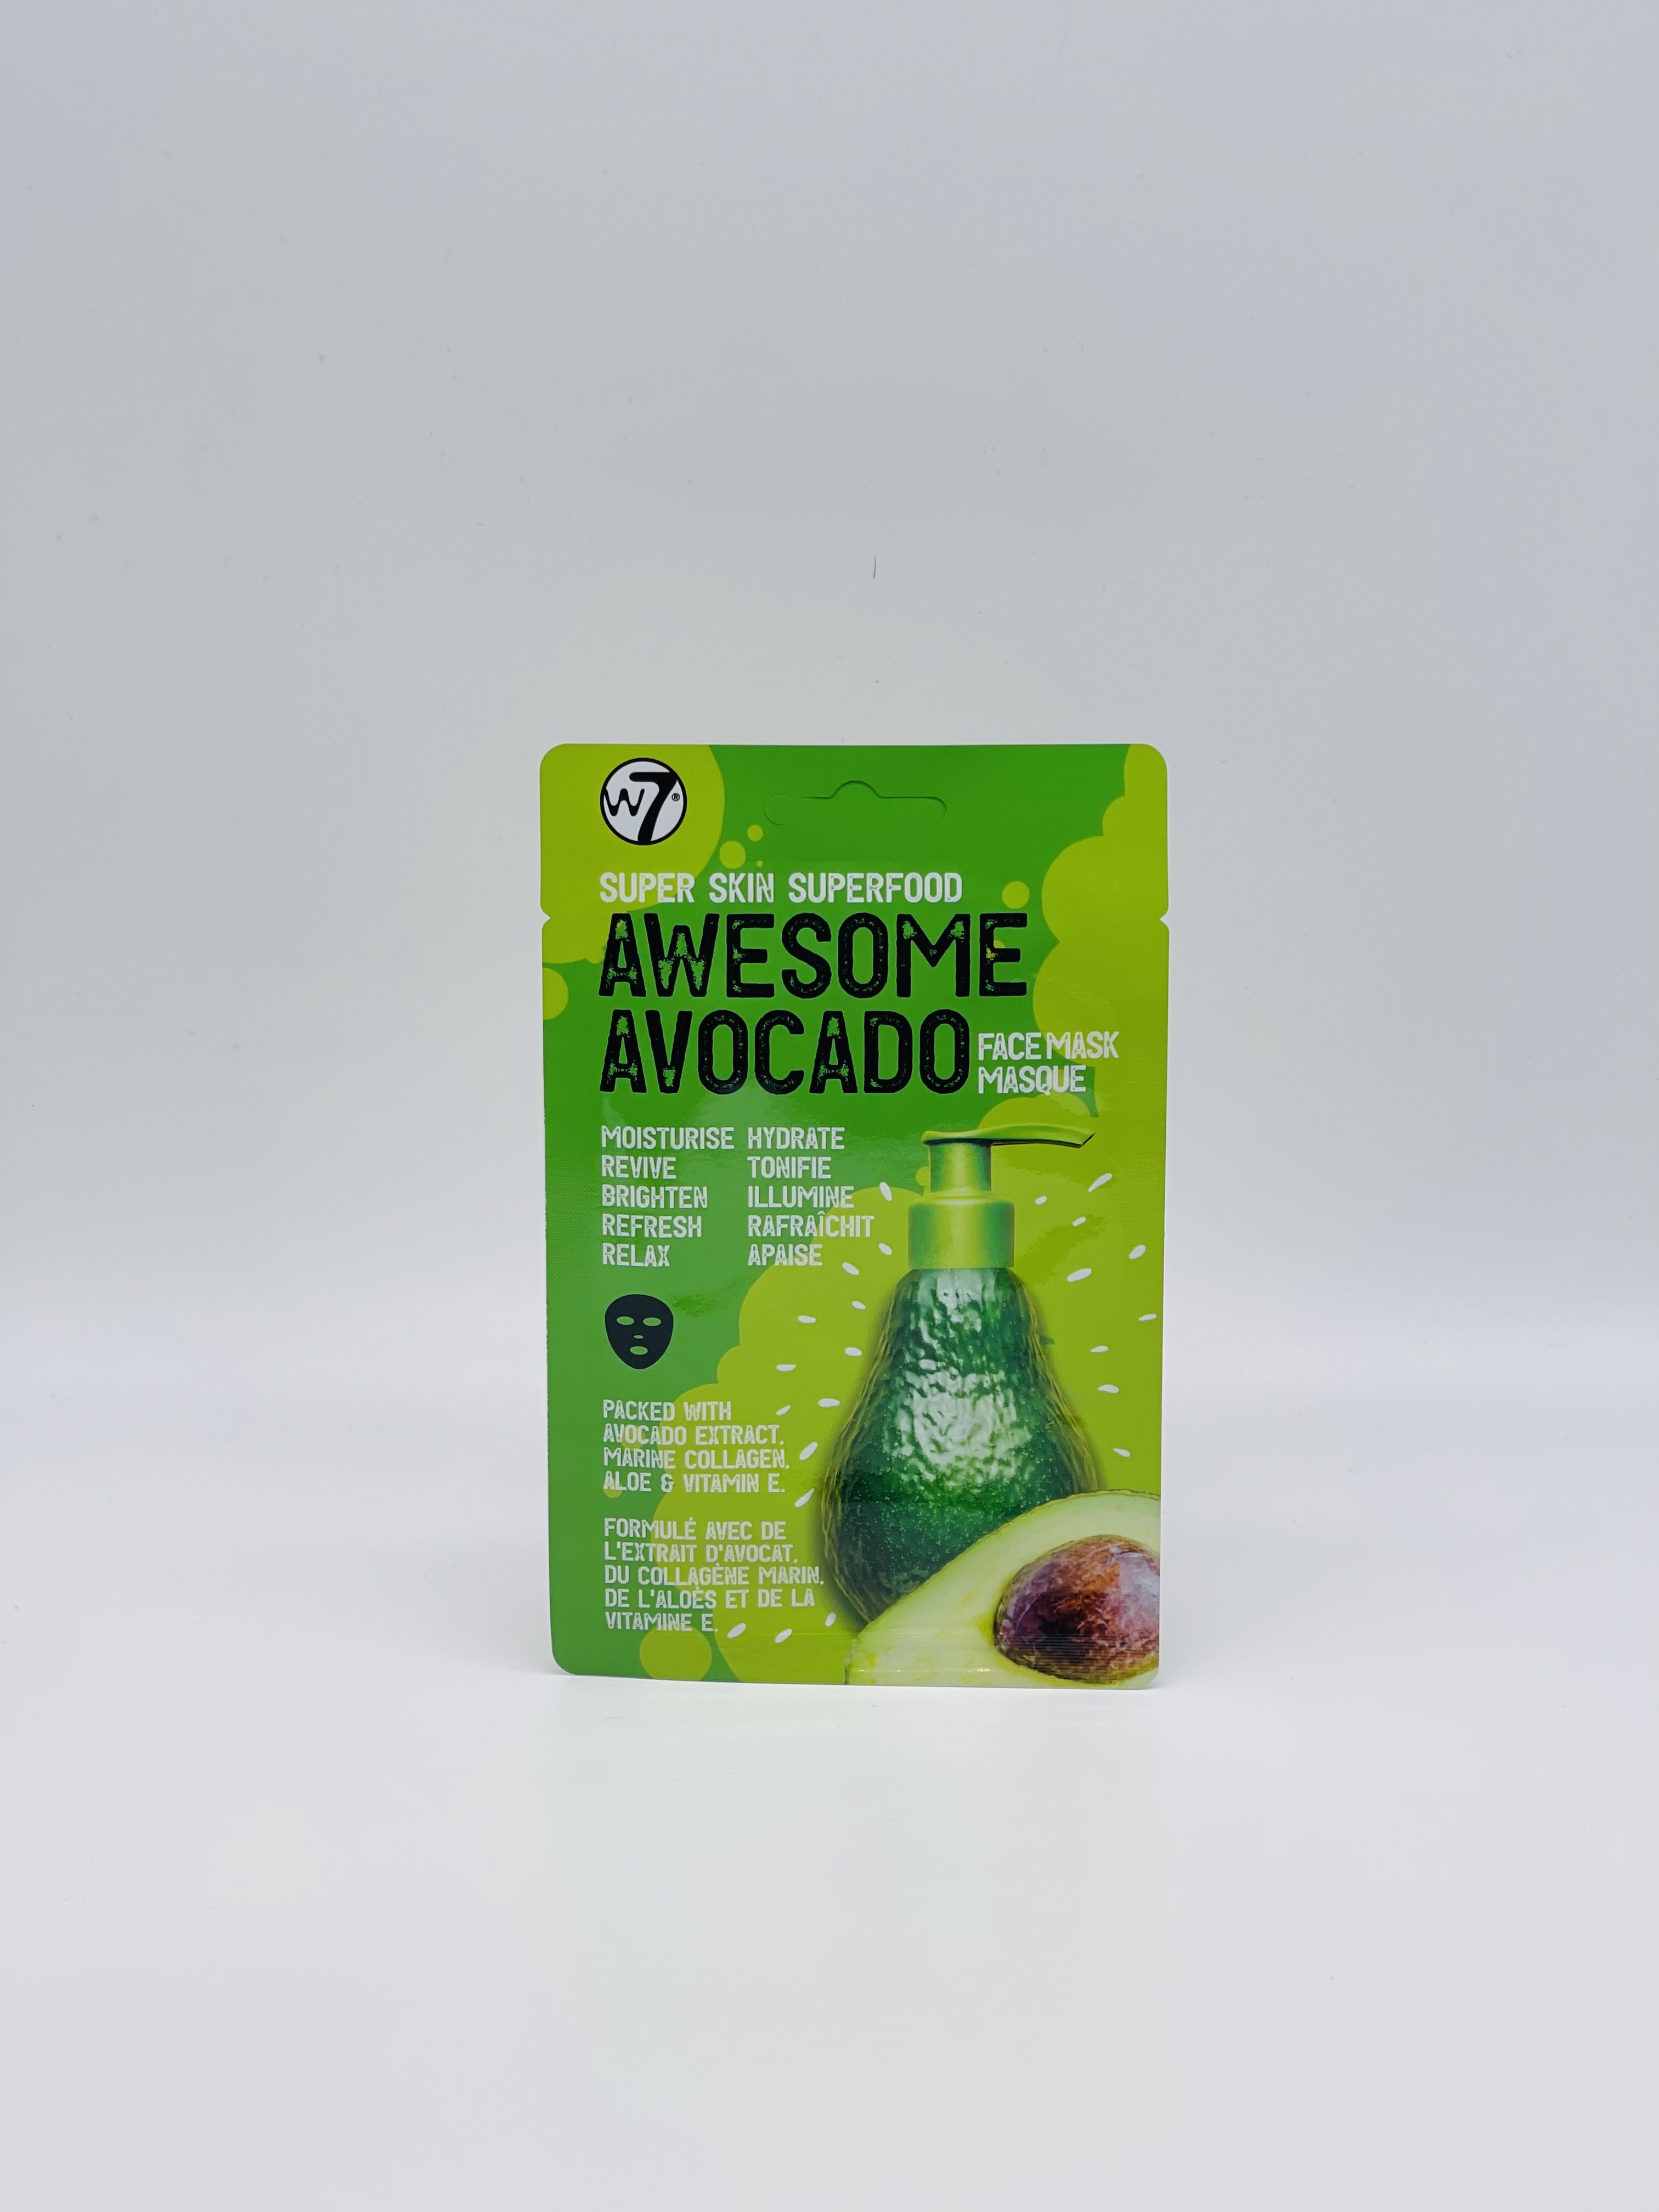 W7®
SUPER SKIN SUPERFOOD
AWESOME
AVOCADO
FACE MASK
MASQUE
MOISTURISE
REVIVE
BRIGHTEN
REFRESH
RELAX
HYDRATE
TONIFIE
ILLUMINE
RAFRAÎCHIT
APAISE
PACKED WITH
AVOCADO EXTRACT,
MARINE COLLAGEN,
ALOE & VITAMIN E.
FORMULÉ AVEC DE
L'EXTRAIT D'AVOCAT,
DU COLLAGÈNE MARIN,
DE L'ALOÈS ET DE LA
VITAMINE E.